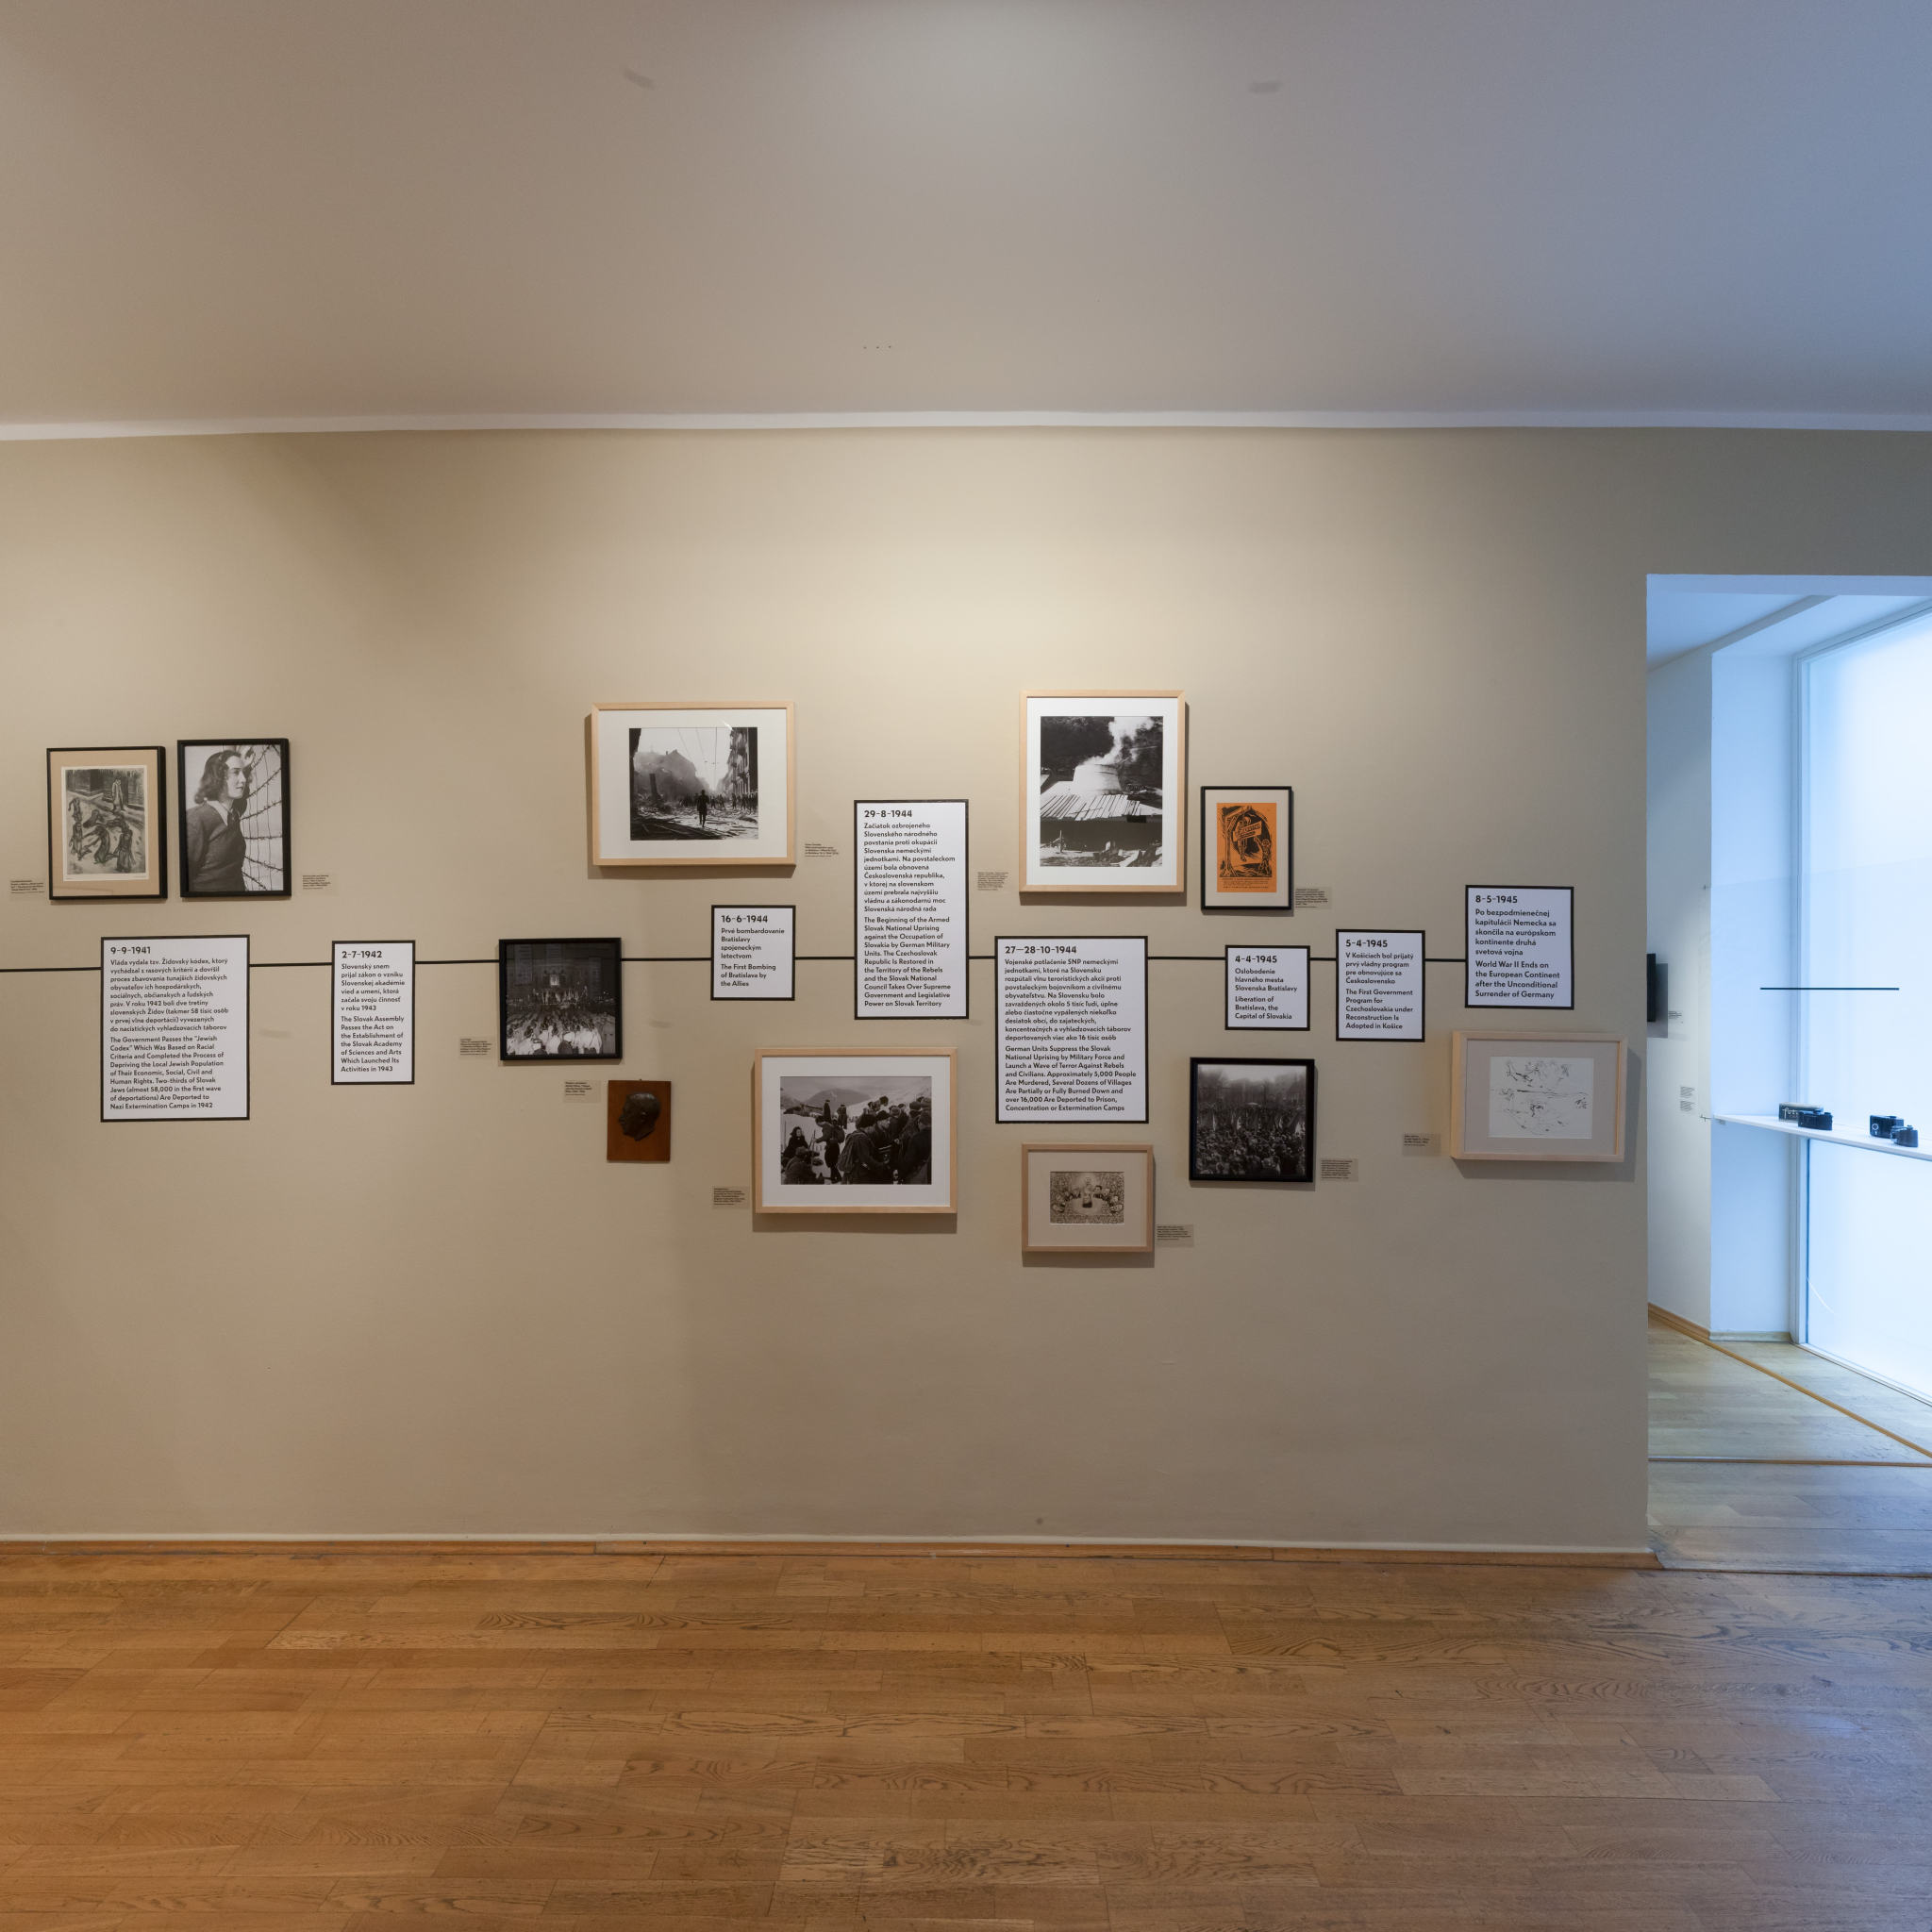 9-9-1941
Vláda vydala tzv. Židovský kódex, ktorý
vychádzal s rasových kritérií a dovŕšil
proces zbavovania tunajších židovských
obyvateľov ich hospodárskych,
sociálnych, občianskych a ľudských
práv. V roku 1942 boli dve tretiny
slovenských Židov (takmer 58 tisíc osôb
v prvej vlne deportácií) vyvezených
do nacistických vyhladzovacích táborov
The Government Passes the "Jewish
Codex" Which Was Based on Racial
Criteria and Completed the Process of
Depriving the Local Jewish Population
of Their Economic, Social, Civil and
Human Rights. Two-thirds of Slovak
Jews (almost 58,000 in the first wave
of deportations) Are Deported to
Nazi Extermination Camps in 1942
2-7-1942
Slovenský snem
prijal zákon o vzniku
Slovenskej akadémie
vied a umení, ktorá
začala svoju činnosť
v roku 1943
The Slovak Assembly
Passes the Act on
the Establishment of
the Slovak Academy
of Sciences and Arts
Which Launched Its
Activities in 1943
16-6-1944
Prvé bombardovanie
Bratislavy
spojeneckým
letectvom
The First Bombing
of Bratislava by
the Allies
29-8-1944
Začiatok ozbrojeného
Slovenského národného
povstania proti okupácii
Slovenska nemeckými
jednotkami. Na povstaleckom
území bola obnovená
Československá republika,
v ktorej na slovenskom
území prebrala najvyššiu
vládnu a zákonodarnú moc
Slovenská národná rada
The Beginning of the Armed
Slovak National Uprising
against the Occupation of
Slovakia by German Military
Units. The Czechoslovak
Republic Is Restored in
the Territory of the Rebels
and the Slovak National
Council Takes Over Supreme
Government and Legislative
Power on Slovak Territory
27—28-10-1944
Vojenské potlačenie SNP nemeckými
jednotkami, ktoré na Slovensku
rozpútali vlnu teroristických akcií proti
povstaleckým bojovníkom a civilnému
obyvateľstvu. Na Slovensku bolo
zavraždených okolo 5 tisíc ľudí, úplne
alebo čiastočne vypálených niekoľko
desiatok obcí, do zajateckých,
koncentračných a vyhladzovacích táborov
deportovaných viac ako 16 tisíc osôb
German Units Suppress the Slovak
National Uprising by Military Force and
Launch a Wave of Terror Against Rebels
and Civilians. Approximately 5,000 People
Are Murdered, Several Dozens of Villages
Are Partially or Fully Burned Down and
over 16,000 Are Deported to Prison,
Concentration or Extermination Camps
4-4-1945
Oslobodenie
hlavného mesta
Slovenska Bratislavy
Liberation of
Bratislava, the
Capital of Slovakia
5-4-1945
V Košiciach bol prijatý
prvý vládny program
pre obnovujúce sa
Československo
The First Government
Program for
Czechoslovakia under
Reconstruction Is
Adopted in Košice
8-5-1945
Po bezpodmienečnej
kapitulácii Nemecka sa
skončila na európskom
kontinente druhá
svetová vojna
World War II Ends on
the European Continent
after the Unconditional
Surrender of Germany